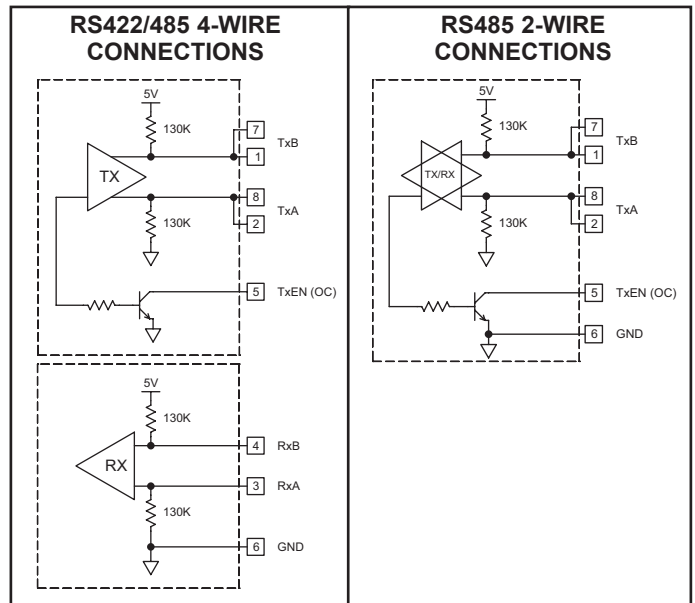 RS422/485 4-WIRE
CONNECTIONS
5V
130K
7
TxB
1
TX
8
TxA
130K
2
5
TxEN (OC)
5V
130K
4
RxB
RX
3
RxA
130K
6
GND
RS485 2-WIRE
CONNECTIONS
5V
130K
7
TxB
1
TX/RX
8
TxA
130K
2
5
TxEN (OC)
6
GND